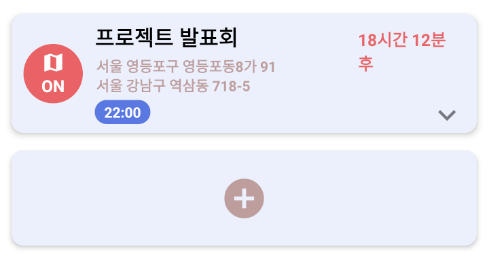 프로젝트 발표회
18시간 12분
후
서울 영등포구 영등포동8가 91
서울 강남구 역삼동 718-5
ON
22:00